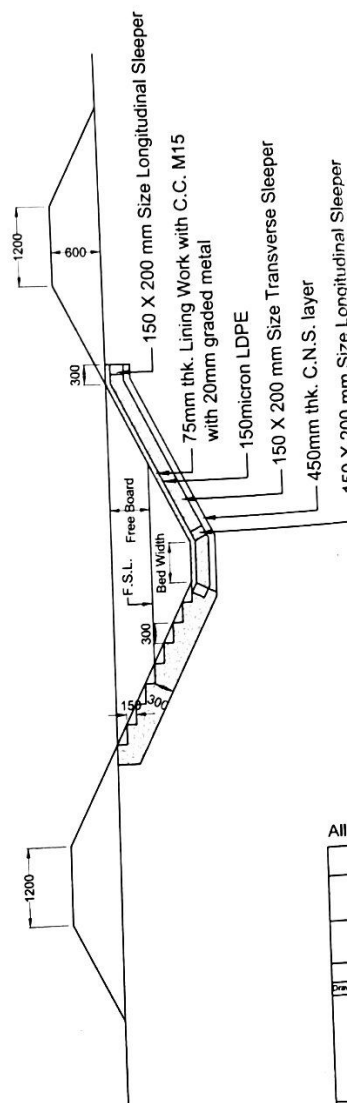 1200
600
300
150 X 200 mm Size Longitudinal Sleeper
75mm thk. Lining Work with C.C. M15
with 20mm graded metal
150micron LDPE
150 X 200 mm Size Transverse Sleeper
450mm thk. C.N.S. layer
150 X 200 mm Size Longitudinal Sleeper
Free Board
F.S.L.
Bed Width
300
150
300
1200
All